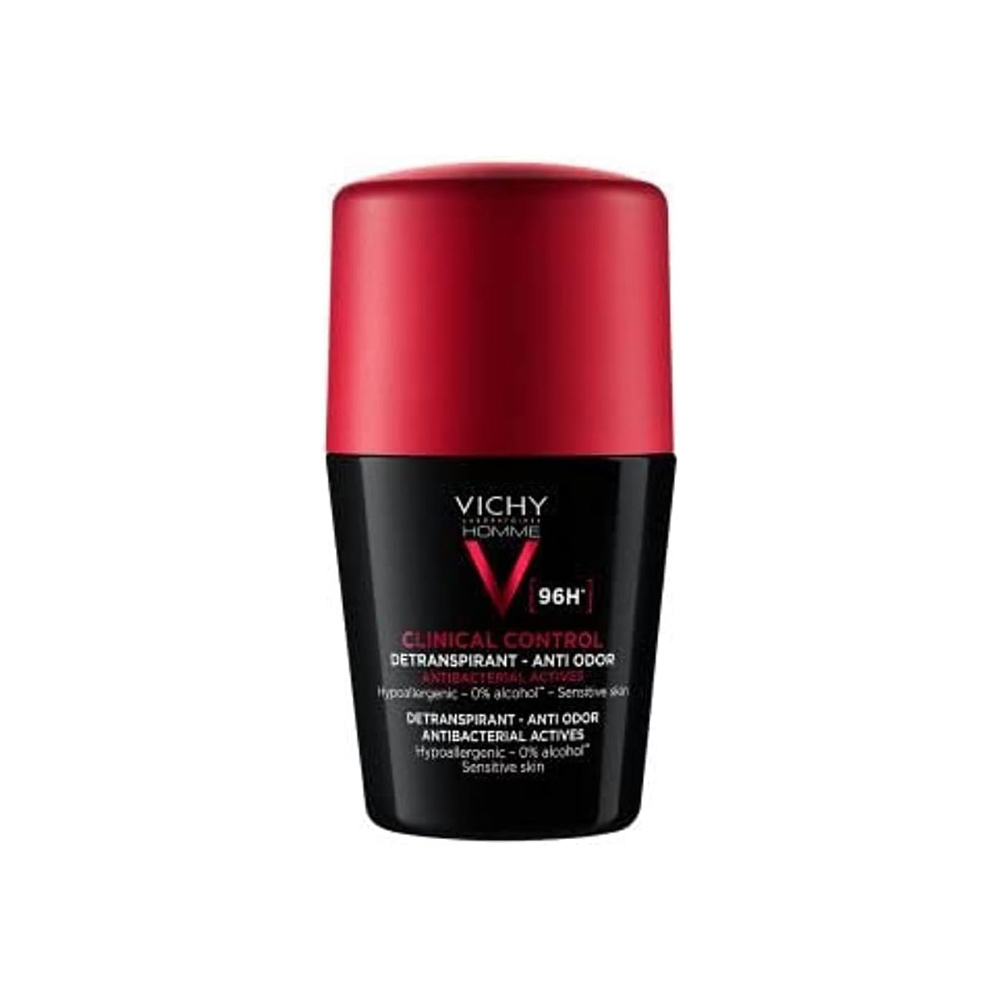 VICHY
LABORATOIRES
HOMME
V
[96H*]
CLINICAL CONTROL
DETRANSPIRANT - ANTI ODOR
ANTIBACTERIAL ACTIVES
Hypoallergenic - 0% alcohol** - Sensitive skin
DETRANSPIRANT - ANTI ODOR
ANTIBACTERIAL ACTIVES
Hypoallergenic - 0% alcohol**
Sensitive skin